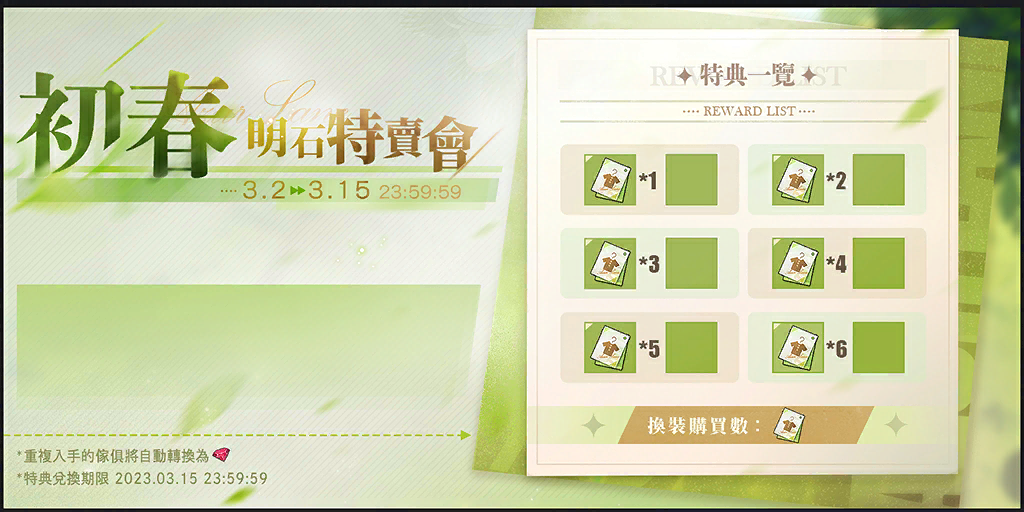 初春 明石特賣會
3.2 3.15 23:59:59
*重複入手的傢俱將自動轉換為
*特典兌換期限 2023.03.15 23:59:59
特典一覽
REWARD LIST
*1 *2
*3 *4
*5 *6
換裝購買數：